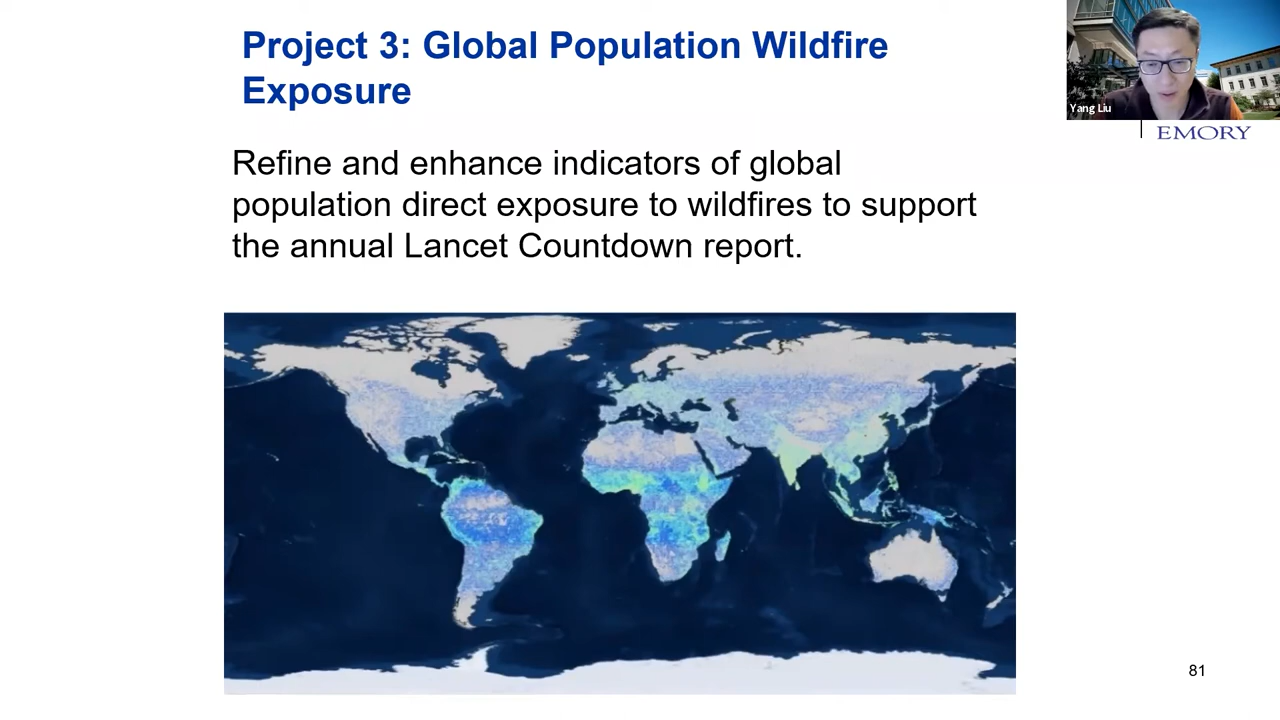 Project 3: Global Population Wildfire
Exposure
Yang Liu
EMORY
Refine and enhance indicators of global
population direct exposure to wildfires to support
the annual Lancet Countdown report.
81